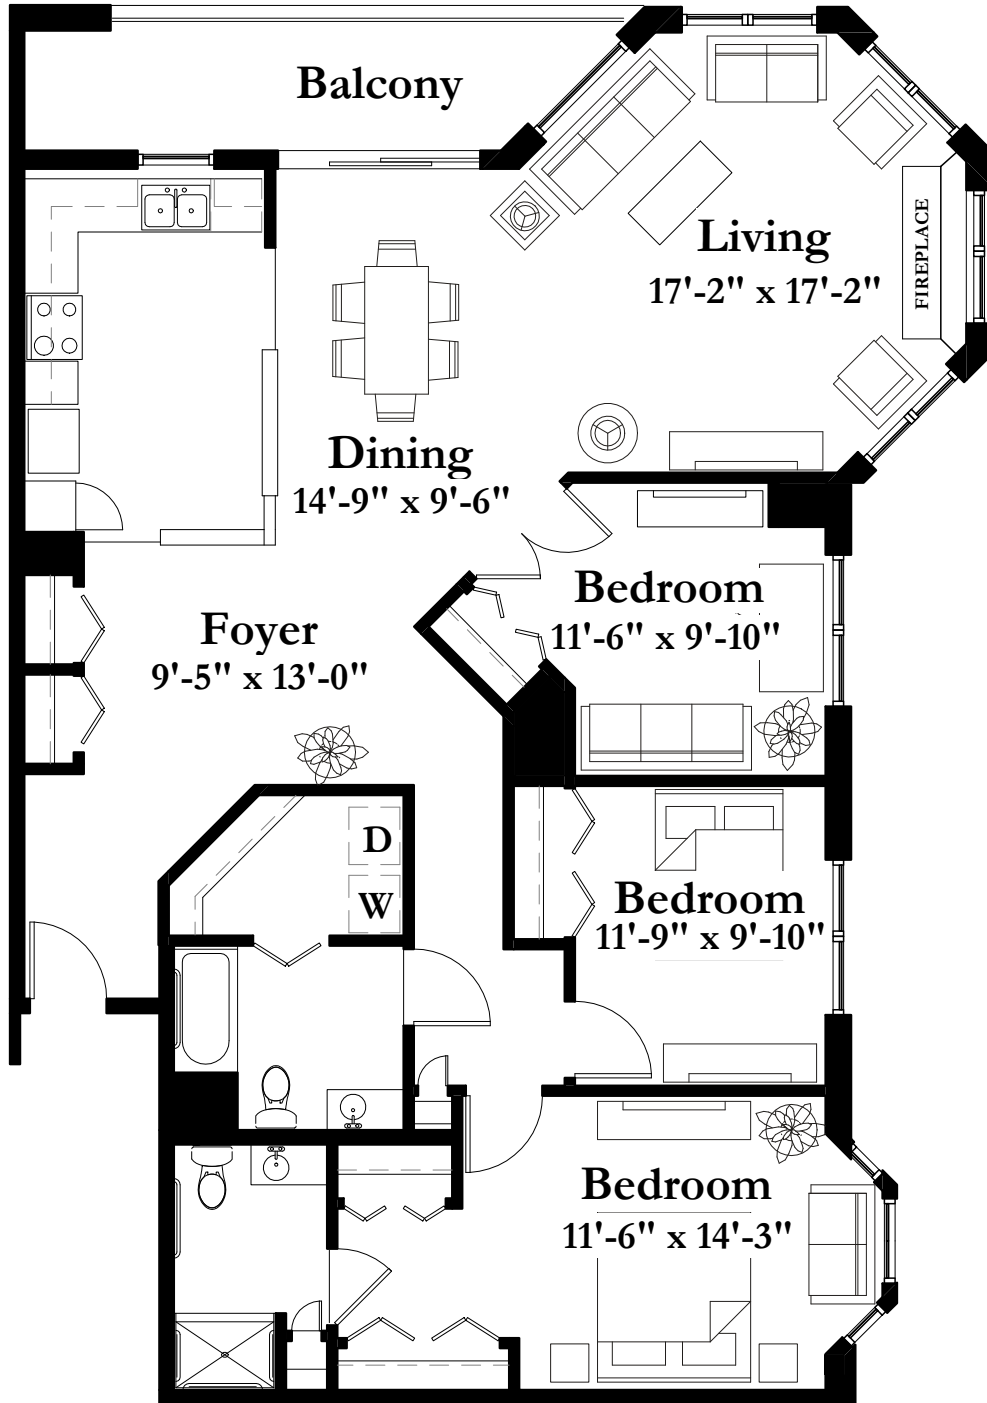 Balcony
Living
17'-2" x 17'-2"
FIREPLACE
Dining
14'-9" x 9'-6"
Bedroom
11'-6" x 9'-10"
Foyer
9'-5" x 13'-0"
D
W
Bedroom
11'-9" x 9'-10"
Bedroom
11'-6" x 14'-3"